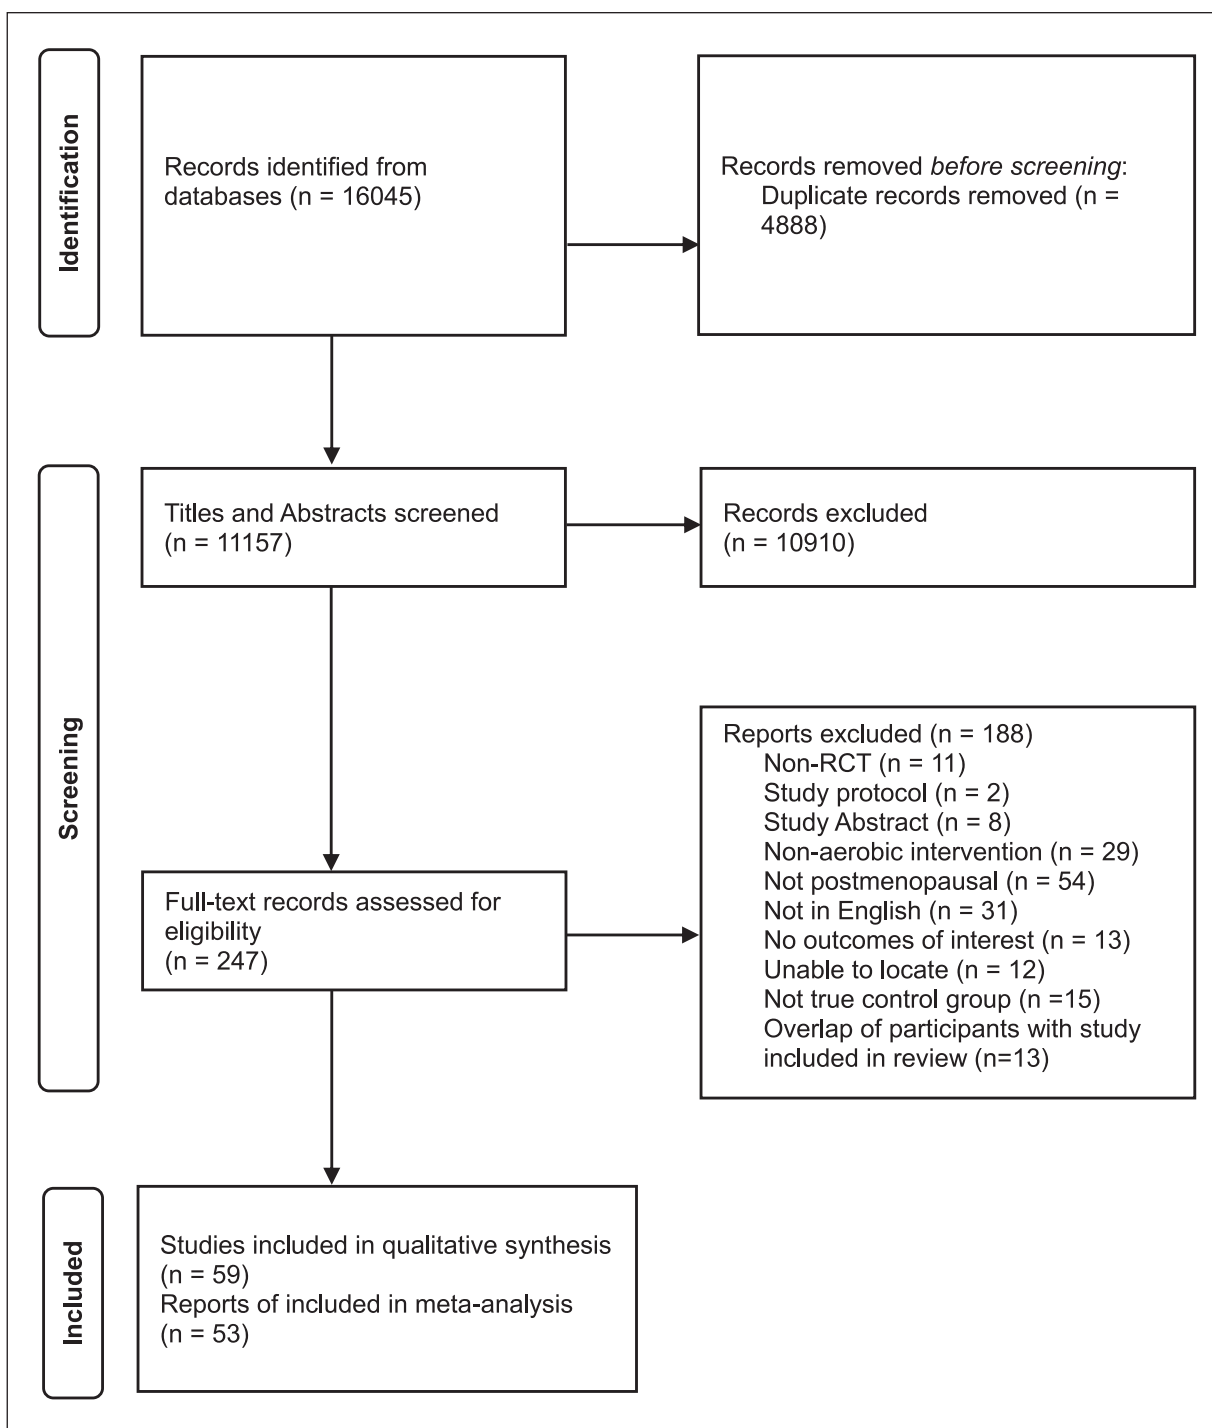 Identification
Records identified from
databases (n = 16045)
Records removed before screening:
Duplicate records removed (n =
4888)
Screening
Titles and Abstracts screened
(n = 11157)
Records excluded
(n = 10910)
Full-text records assessed for
eligibility
(n = 247)
Reports excluded (n = 188)
Non-RCT (n = 11)
Study protocol (n = 2)
Study Abstract (n = 8)
Non-aerobic intervention (n = 29)
Not postmenopausal (n = 54)
Not in English (n = 31)
No outcomes of interest (n = 13)
Unable to locate (n = 12)
Not true control group (n =15)
Overlap of participants with study
included in review (n=13)
Included
Studies included in qualitative synthesis
(n = 59)
Reports of included in meta-analysis
(n = 53)